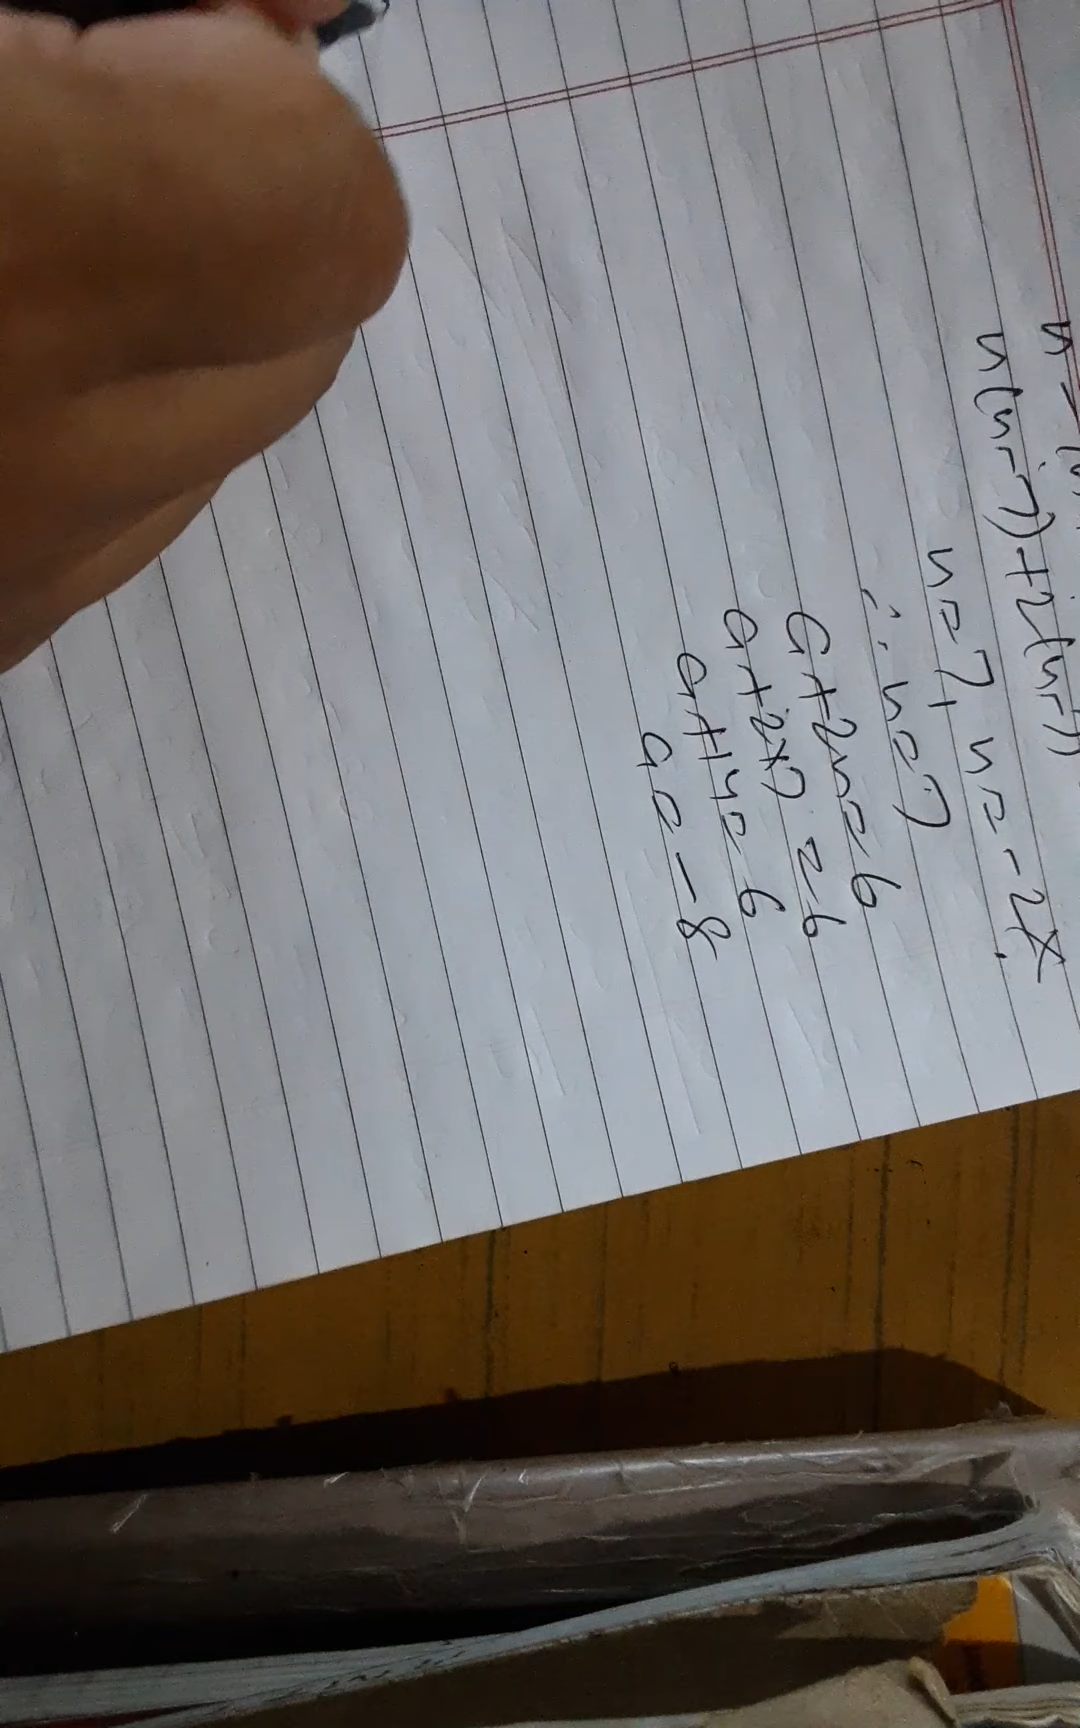 n(n-7)+2(n-7)
n=7, n=-2x
∴ n=7
a+2n=6
a+2×7=6
a+14=6
a=-8